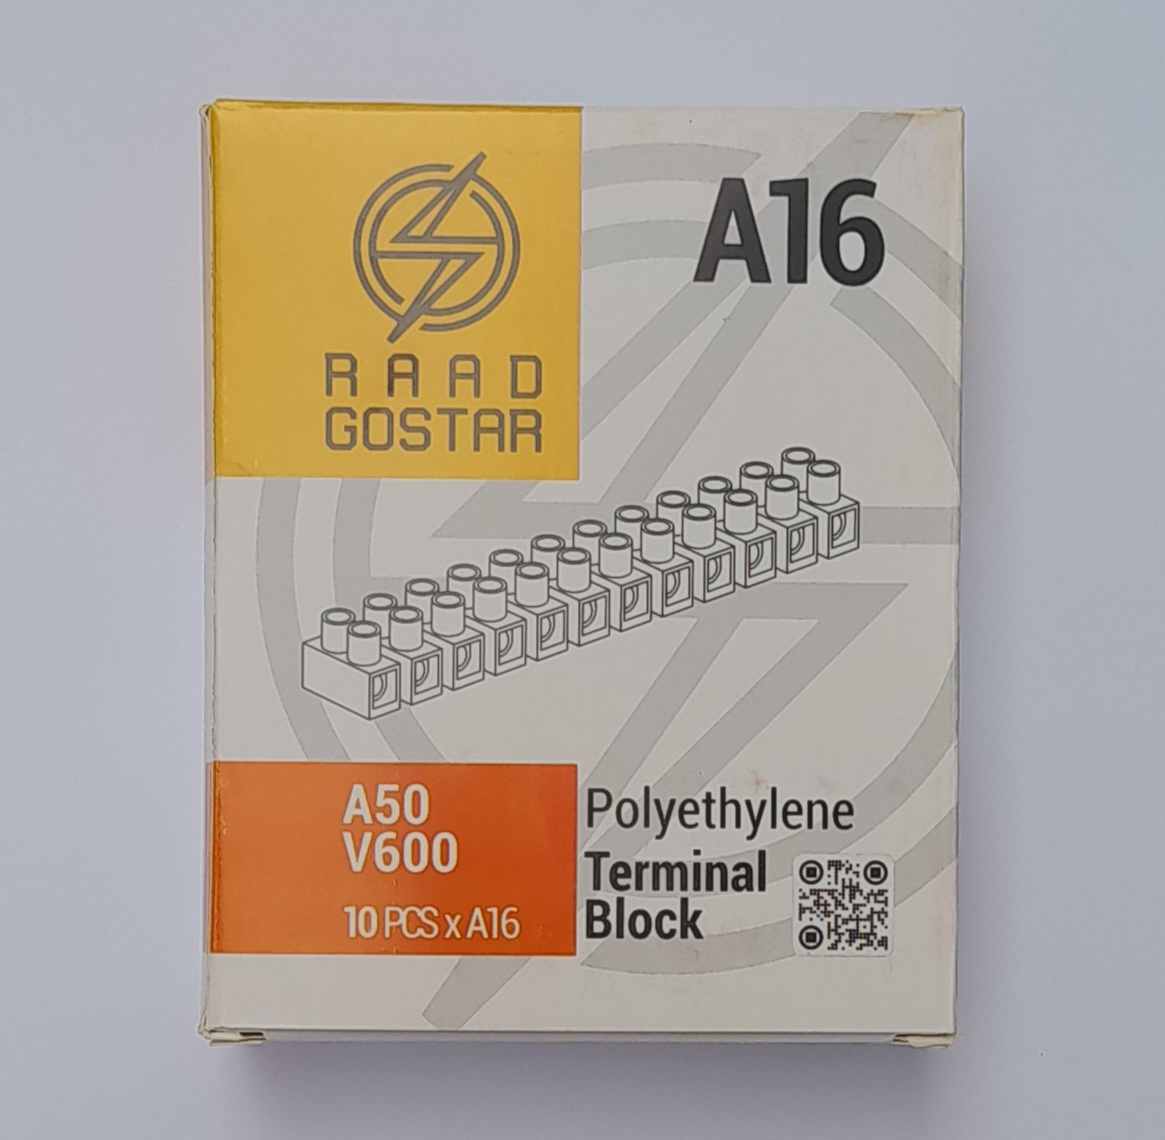 RAAD
GOSTAR
A16
A50
V600
10 PCS x A16
Polyethylene
Terminal
Block